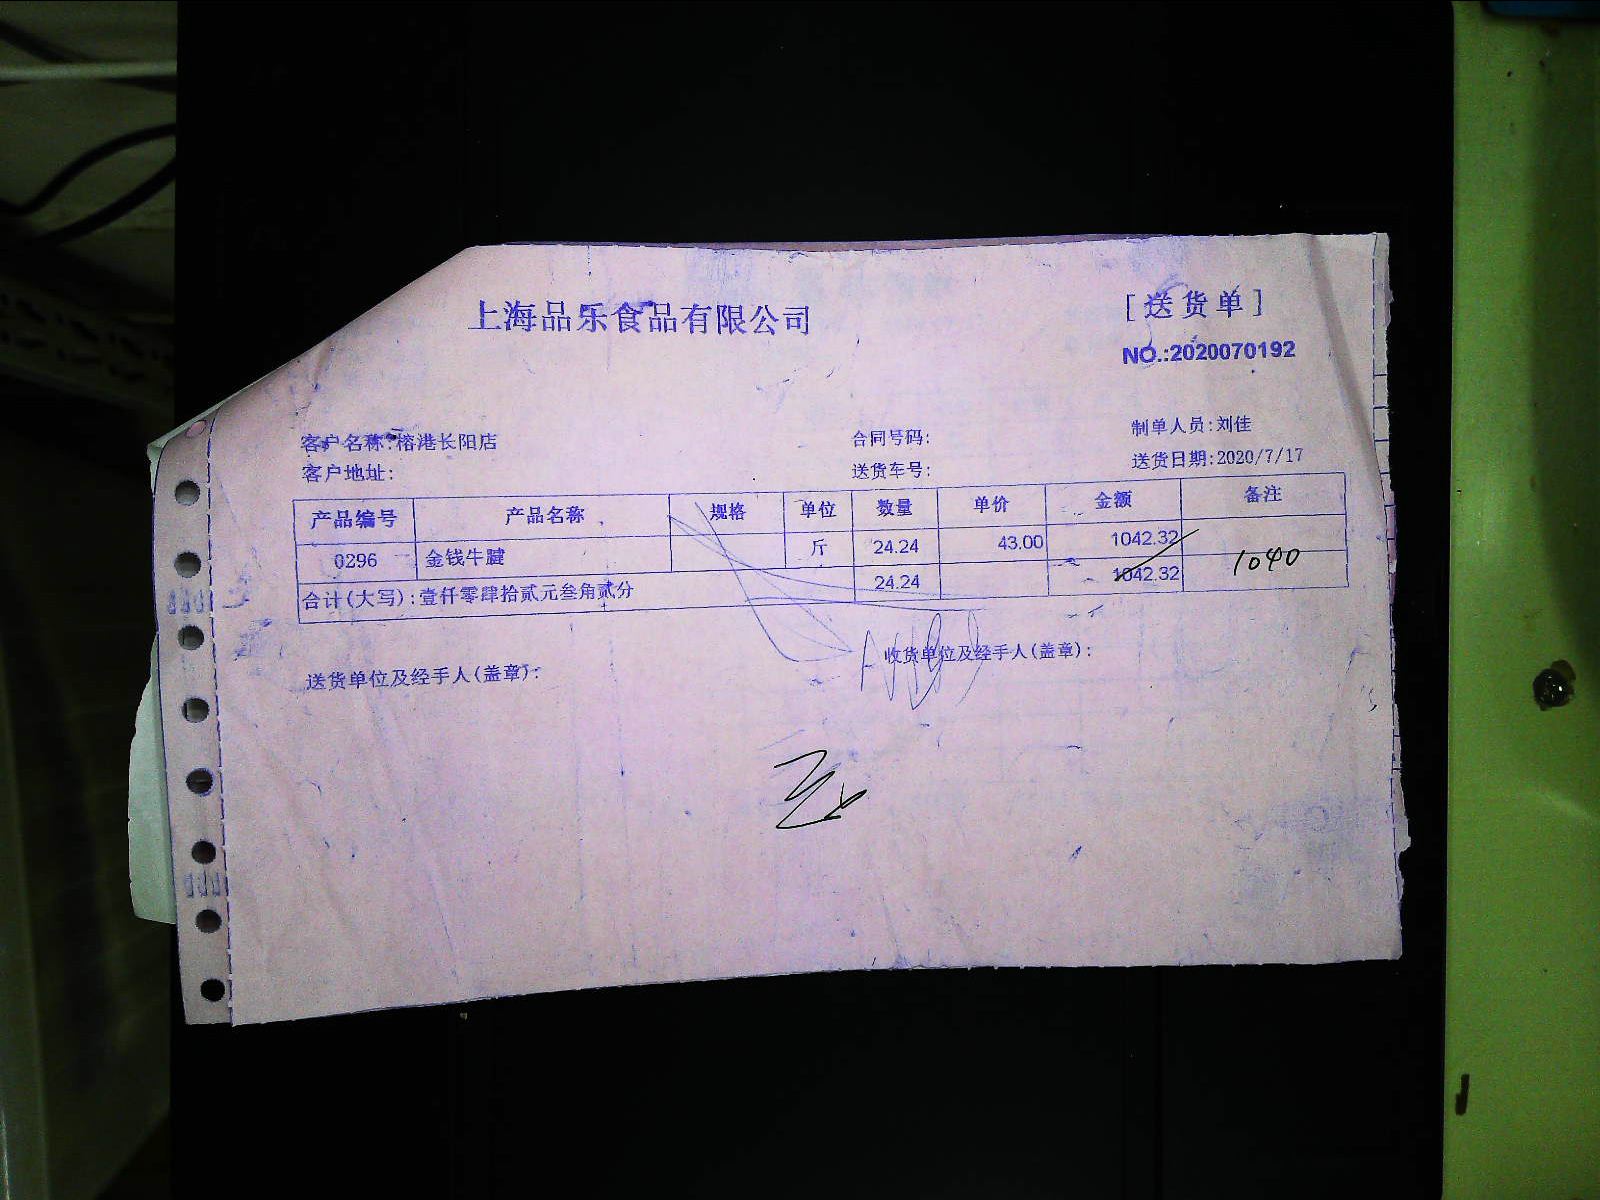 上海品乐食品有限公司
[送货单]
NO.:2020070192
客户名称:榕港长阳店 合同号码: 制单人员:刘佳
客户地址: 送货车号: 送货日期:2020/7/17
产品编号 产品名称 规格 单位 数量 单价 金额 备注
0296 金钱牛腱 斤 24.24 43.00 1042.32
合计(大写):壹仟零肆拾贰元叁角贰分 24.24 1042.32 1040
送货单位及经手人(盖章): 收货单位及经手人(盖章):